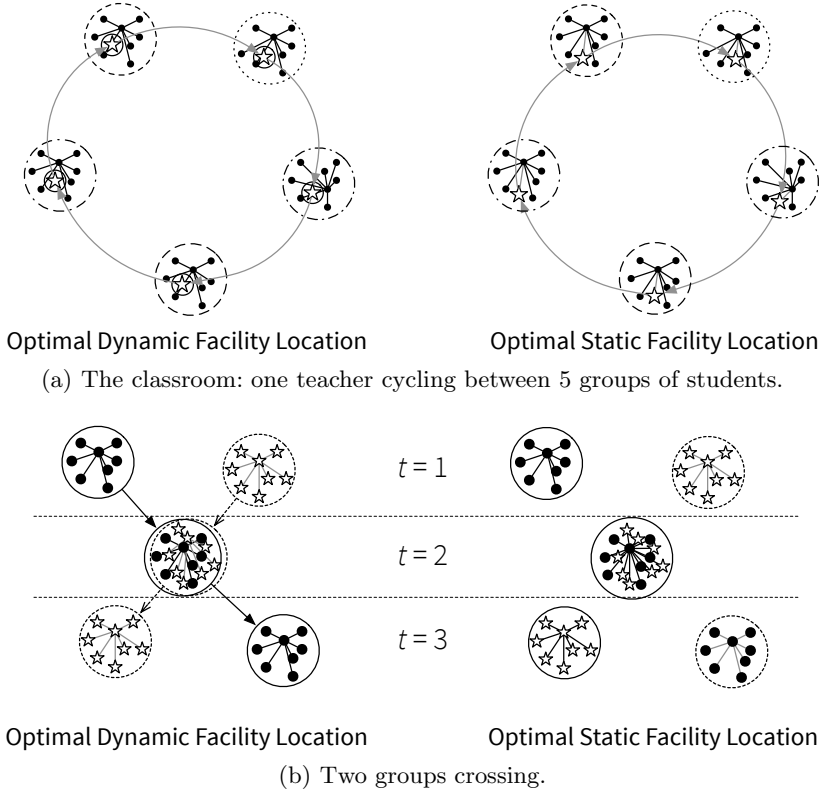 Optimal Dynamic Facility Location Optimal Static Facility Location
(a) The classroom: one teacher cycling between 5 groups of students.
t = 1
t = 2
t = 3
Optimal Dynamic Facility Location Optimal Static Facility Location
(b) Two groups crossing.